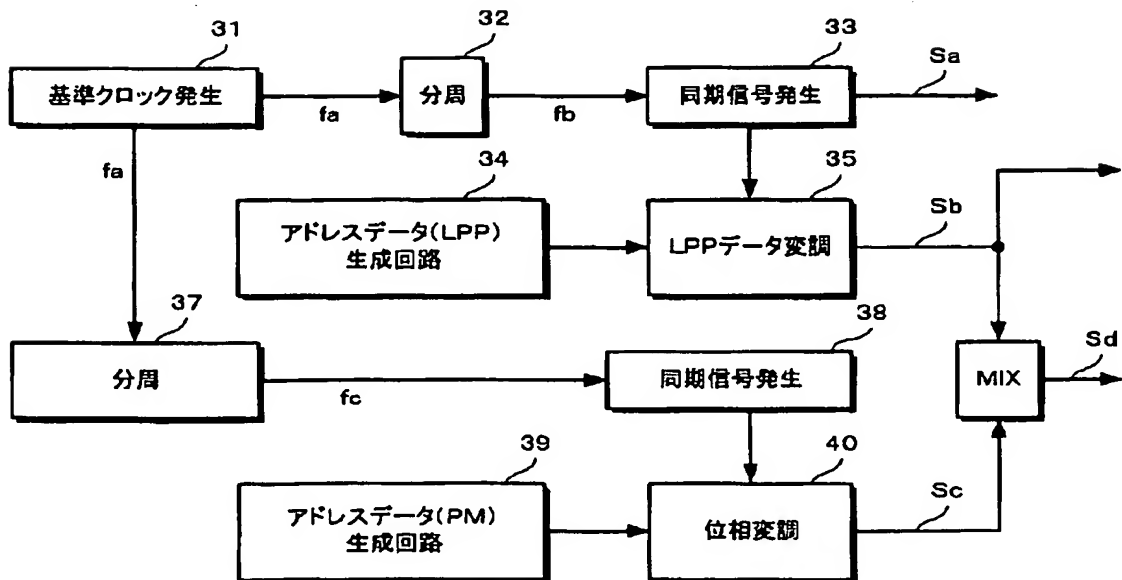 31
32
33
Sa
基準クロック発生
fa
分周
fb
同期信号発生
fa
34
35
アドレスデータ(LPP)
生成回路
LPPデータ変調
Sb
37
38
分周
fc
同期信号発生
MIX
Sd
39
40
アドレスデータ(PM)
生成回路
位相変調
Sc